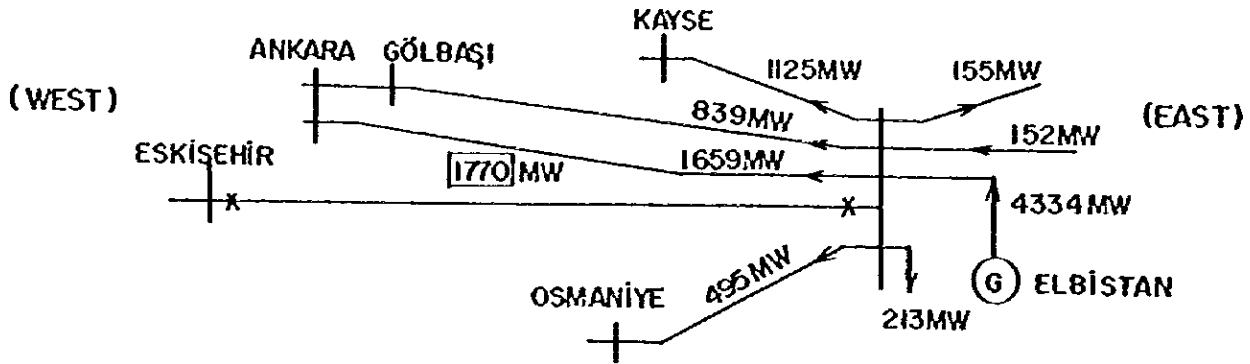 KAYSE
ANKARA GÖLBAŞI
1125MW 155MW
(WEST) (EAST)
839MW
152MW
ESKİSEHİR
1659MW
1770 MW
4334MW
X X
495MW
OSMANİYE
G ELBİSTAN
213MW